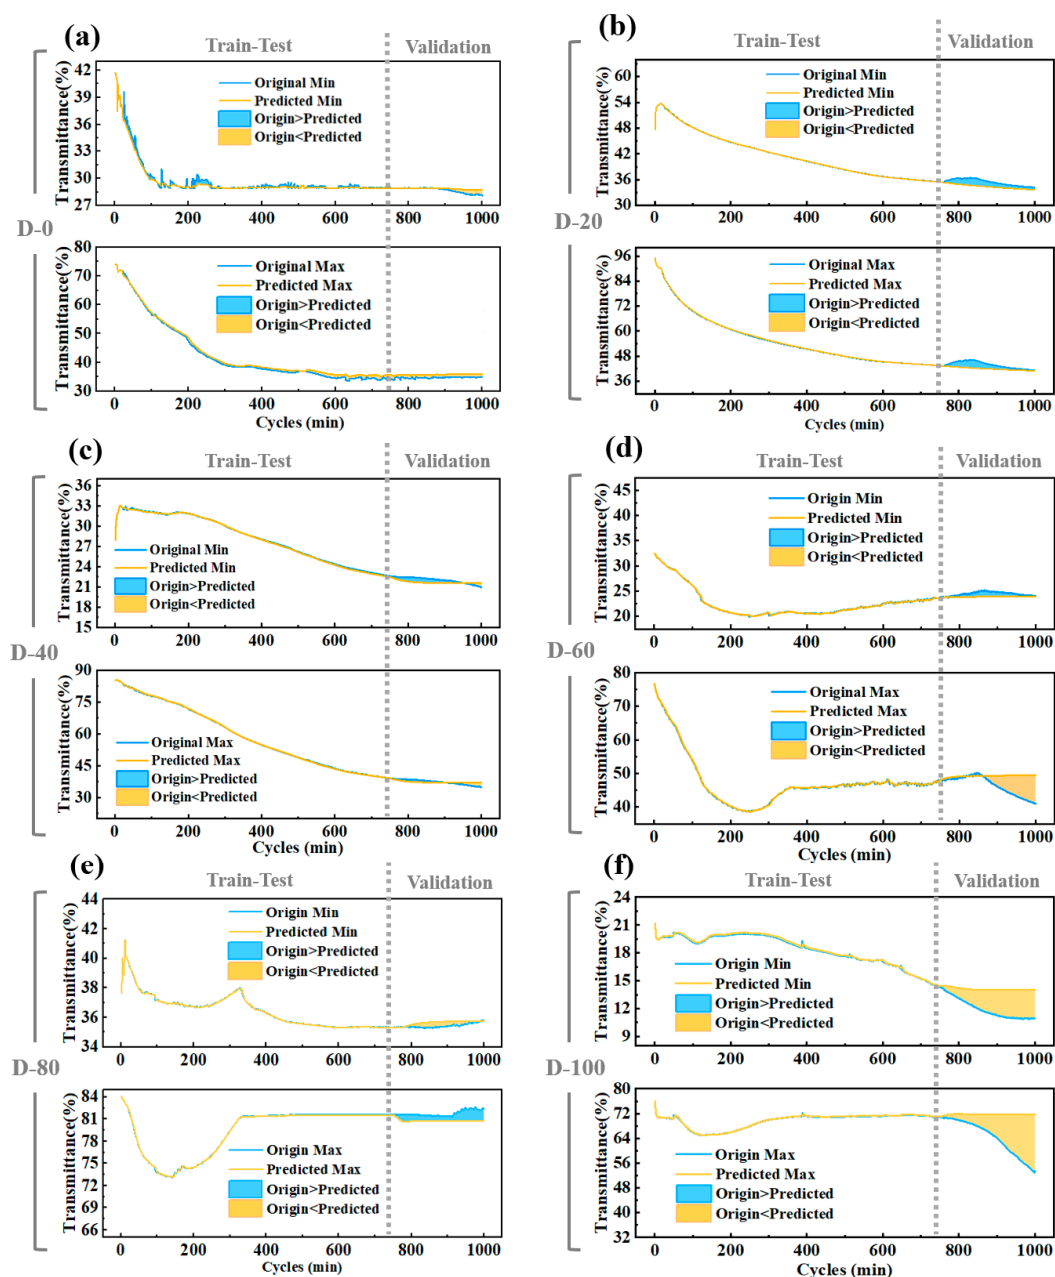 (a)
Train-Test
Validation
D-0
Transmittance(%)
42
39
36
33
30
27
Original Min
Predicted Min
Origin>Predicted
Origin<Predicted
0 200 400 600 800 1000
Transmittance(%)
80
70
60
50
40
30
Original Max
Predicted Max
Origin>Predicted
Origin<Predicted
0 200 400 600 800 1000
Cycles (min)
(b)
Train-Test
Validation
D-20
Transmittance(%)
60
54
48
42
36
30
Original Min
Predicted Min
Origin>Predicted
Origin<Predicted
0 200 400 600 800 1000
Transmittance(%)
96
84
72
60
48
36
Original Max
Predicted Max
Origin>Predicted
Origin<Predicted
0 200 400 600 800 1000
Cycles (min)
(c)
Train-Test
Validation
D-40
Transmittance(%)
36
33
30
27
24
21
18
15
Original Min
Predicted Min
Origin>Predicted
Origin<Predicted
0 200 400 600 800 1000
Transmittance(%)
90
75
60
45
30
Original Max
Predicted Max
Origin>Predicted
Origin<Predicted
0 200 400 600 800 1000
Cycles (min)
(d)
Train-Test
Validation
D-60
Transmittance(%)
45
40
35
30
25
20
Origin Min
Predicted Min
Origin>Predicted
Origin<Predicted
0 200 400 600 800 1000
Transmittance(%)
80
70
60
50
40
Original Max
Predicted Max
Origin>Predicted
Origin<Predicted
0 200 400 600 800 1000
Cycles (min)
(e)
Train-Test
Validation
D-80
Transmittance(%)
44
42
40
38
36
34
Origin Min
Predicted Min
Origin>Predicted
Origin<Predicted
0 200 400 600 800 1000
Transmittance(%)
84
81
78
75
72
69
66
Origin Max
Predicted Max
Origin>Predicted
Origin<Predicted
0 200 400 600 800 1000
Cycles (min)
(f)
Train-Test
Validation
D-100
Transmittance(%)
24
21
18
15
12
9
Origin Min
Predicted Min
Origin>Predicted
Origin<Predicted
0 200 400 600 800 1000
Transmittance(%)
80
72
64
56
48
40
32
Origin Max
Predicted Max
Origin>Predicted
Origin<Predicted
0 200 400 600 800 1000
Cycles (min)